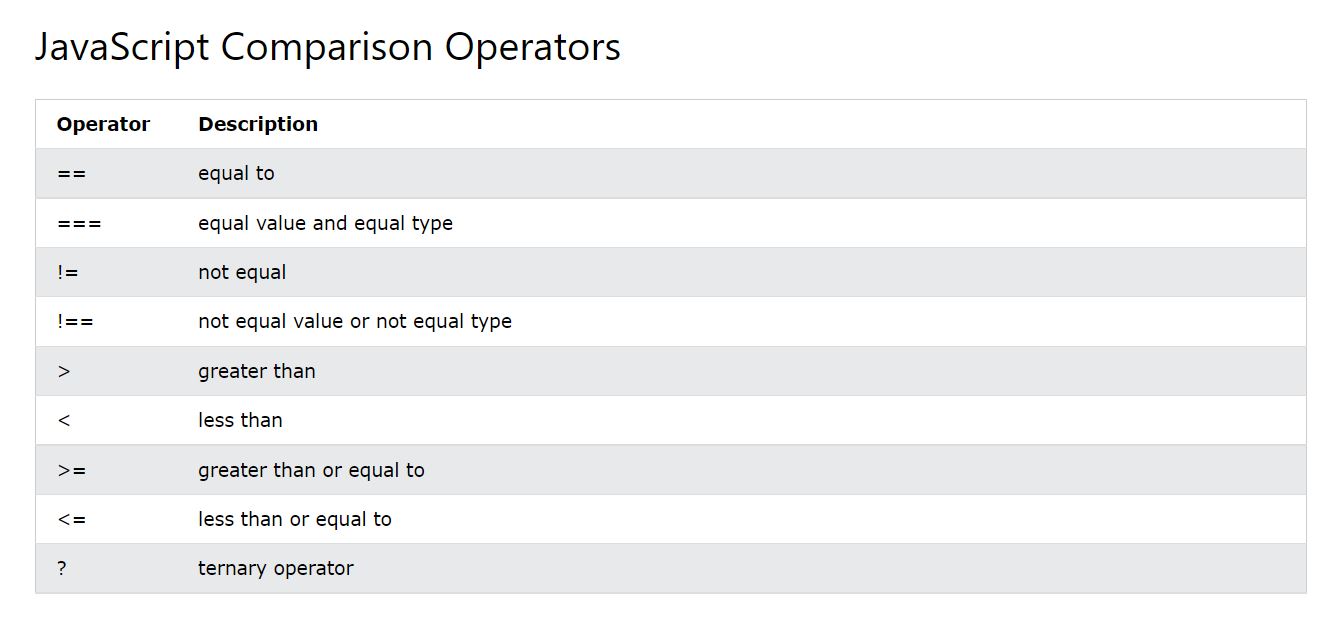 JavaScript Comparison Operators
Operator Description
== equal to
=== equal value and equal type
!= not equal
!== not equal value or not equal type
> greater than
< less than
>= greater than or equal to
<= less than or equal to
? ternary operator